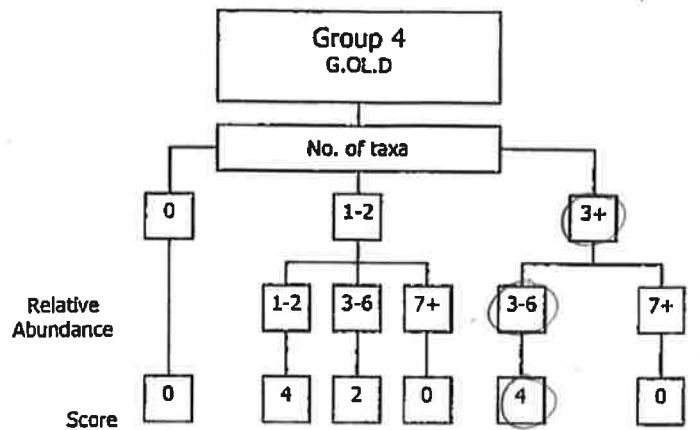 Group 4
G.OL.D
No. of taxa
0 1-2 3+
Relative
Abundance
1-2 3-6 7+ 3-6 7+
Score
0 4 2 0 4 0